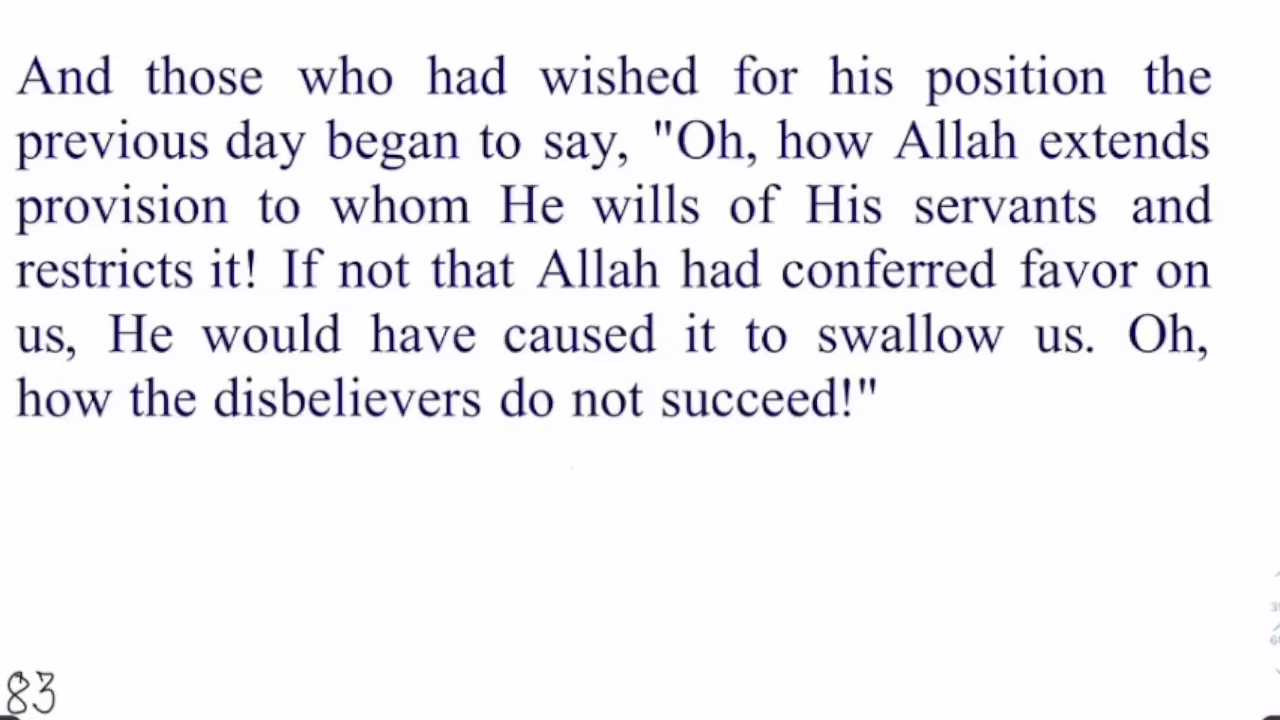 And those who had wished for his position the
previous day began to say, "Oh, how Allah extends
provision to whom He wills of His servants and
restricts it! If not that Allah had conferred favor on
us, He would have caused it to swallow us. Oh,
how the disbelievers do not succeed!"
83